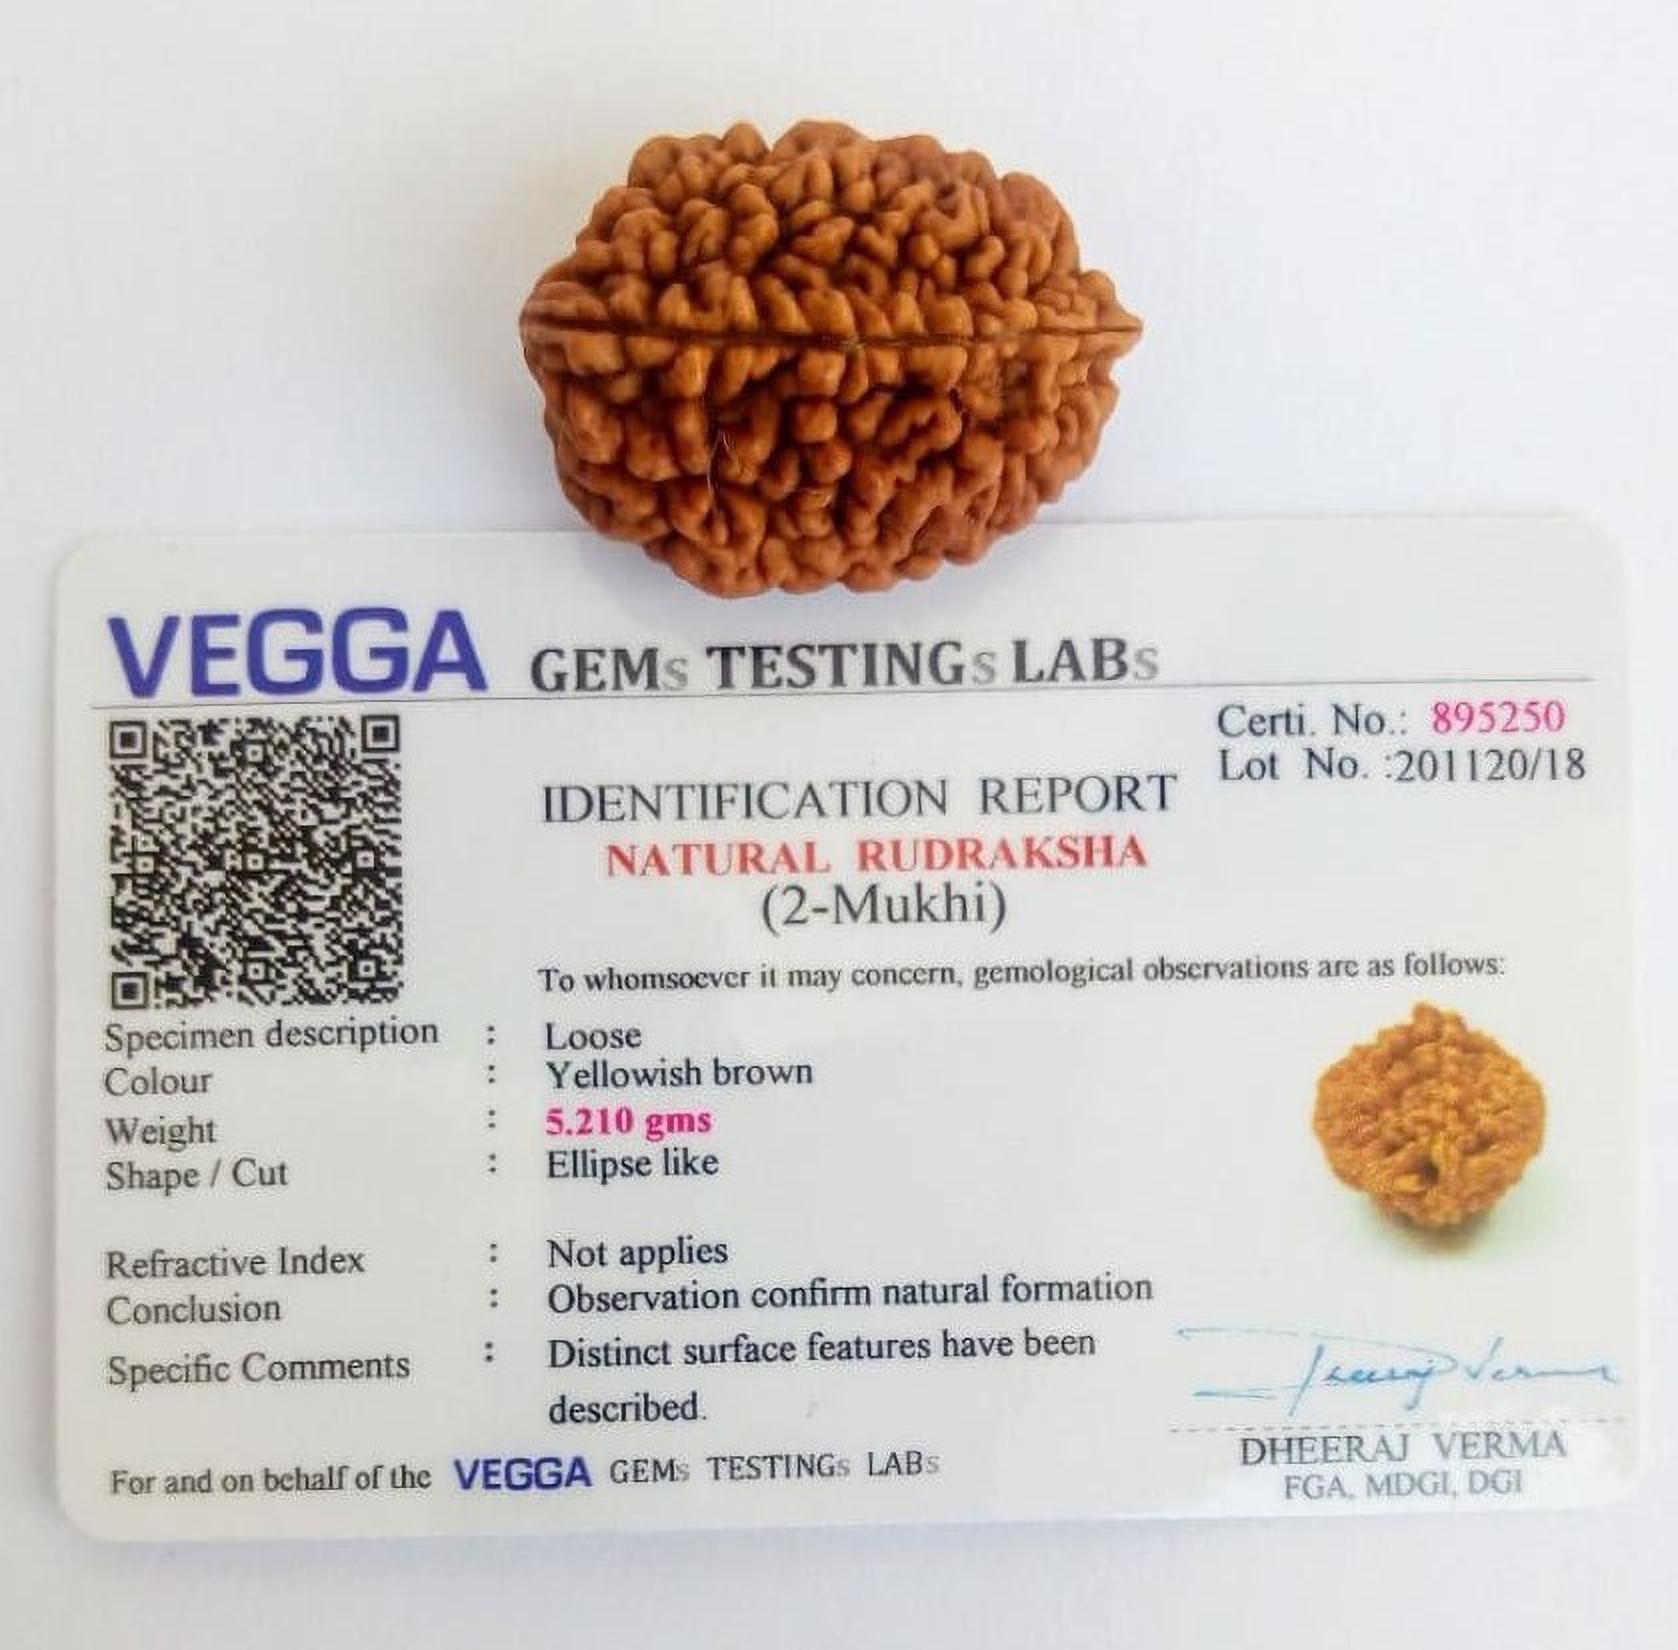 VEGGA GEMs TESTINGs LABs
Certi. No.: 895250
Lot No. :201120/18
IDENTIFICATION REPORT
NATURAL RUDRAKSHA
(2-Mukhi)
To whomsoever it may concern, gemological observations are as follows:
Specimen description : Loose
Colour : Yellowish brown
Weight : 5.210 gms
Shape / Cut : Ellipse like
Refractive Index : Not applies
Conclusion : Observation confirm natural formation
Specific Comments : Distinct surface features have been
described.
Dheeraj Verma
DHEERAJ VERMA
FGA, MDGI, DGI
For and on behalf of the VEGGA GEMs TESTINGs LABs